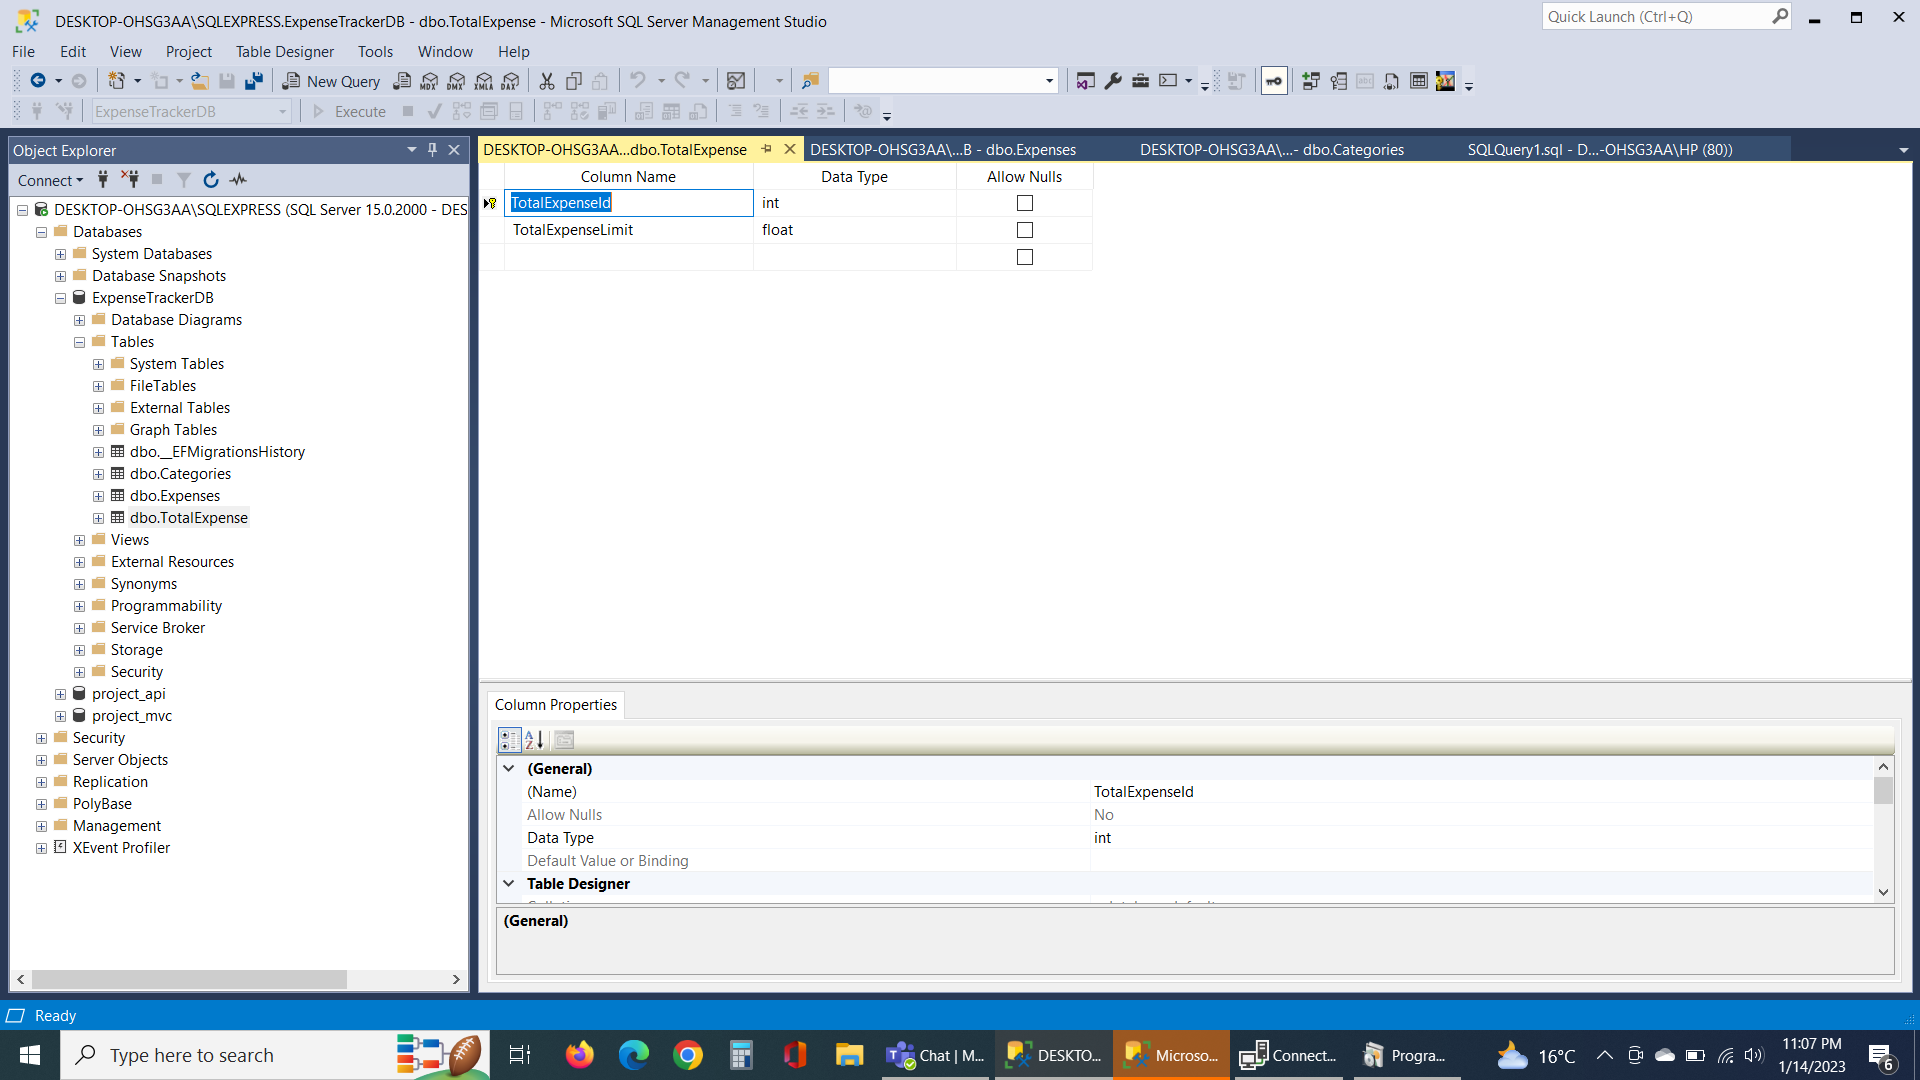 DESKTOP-OHSG3AA\SQLEXPRESS.ExpenseTrackerDB - dbo.TotalExpense - Microsoft SQL Server Management Studio
Quick Launch (Ctrl+Q)
File Edit View Project Table Designer Tools Window Help
New Query MDX DMX XMLA DAX
ExpenseTrackerDB Execute
Object Explorer
Connect
DESKTOP-OHSG3AA\SQLEXPRESS (SQL Server 15.0.2000 - DES
Databases
System Databases
Database Snapshots
ExpenseTrackerDB
Database Diagrams
Tables
System Tables
FileTables
External Tables
Graph Tables
dbo.__EFMigrationsHistory
dbo.Categories
dbo.Expenses
dbo.TotalExpense
Views
External Resources
Synonyms
Programmability
Service Broker
Storage
Security
project_api
project_mvc
Security
Server Objects
Replication
PolyBase
Management
XEvent Profiler
DESKTOP-OHSG3AA...dbo.TotalExpense DESKTOP-OHSG3AA\...B - dbo.Expenses DESKTOP-OHSG3AA\...- dbo.Categories SQLQuery1.sql - D...-OHSG3AA\HP (80))
Column Name Data Type Allow Nulls
TotalExpenseId int
TotalExpenseLimit float
Column Properties
(General)
(Name) TotalExpenseId
Allow Nulls No
Data Type int
Default Value or Binding
Table Designer
(General)
Ready
Type here to search
Chat | M...
DESKTO...
Microso...
Connect...
Progra...
16°C
11:07 PM
1/14/2023
6